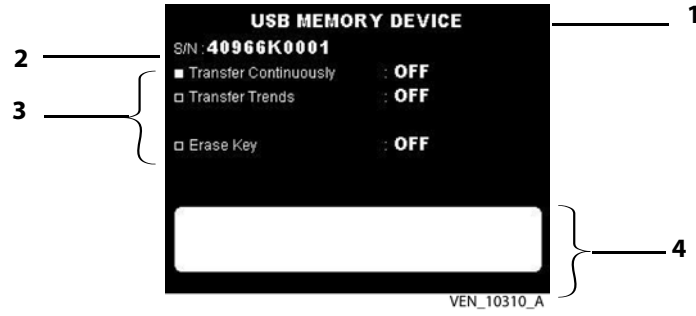 USB MEMORY DEVICE 1
2 S/N : 40966K0001
Transfer Continuously : OFF
3 Transfer Trends : OFF
Erase Key : OFF
4
VEN_10310_A